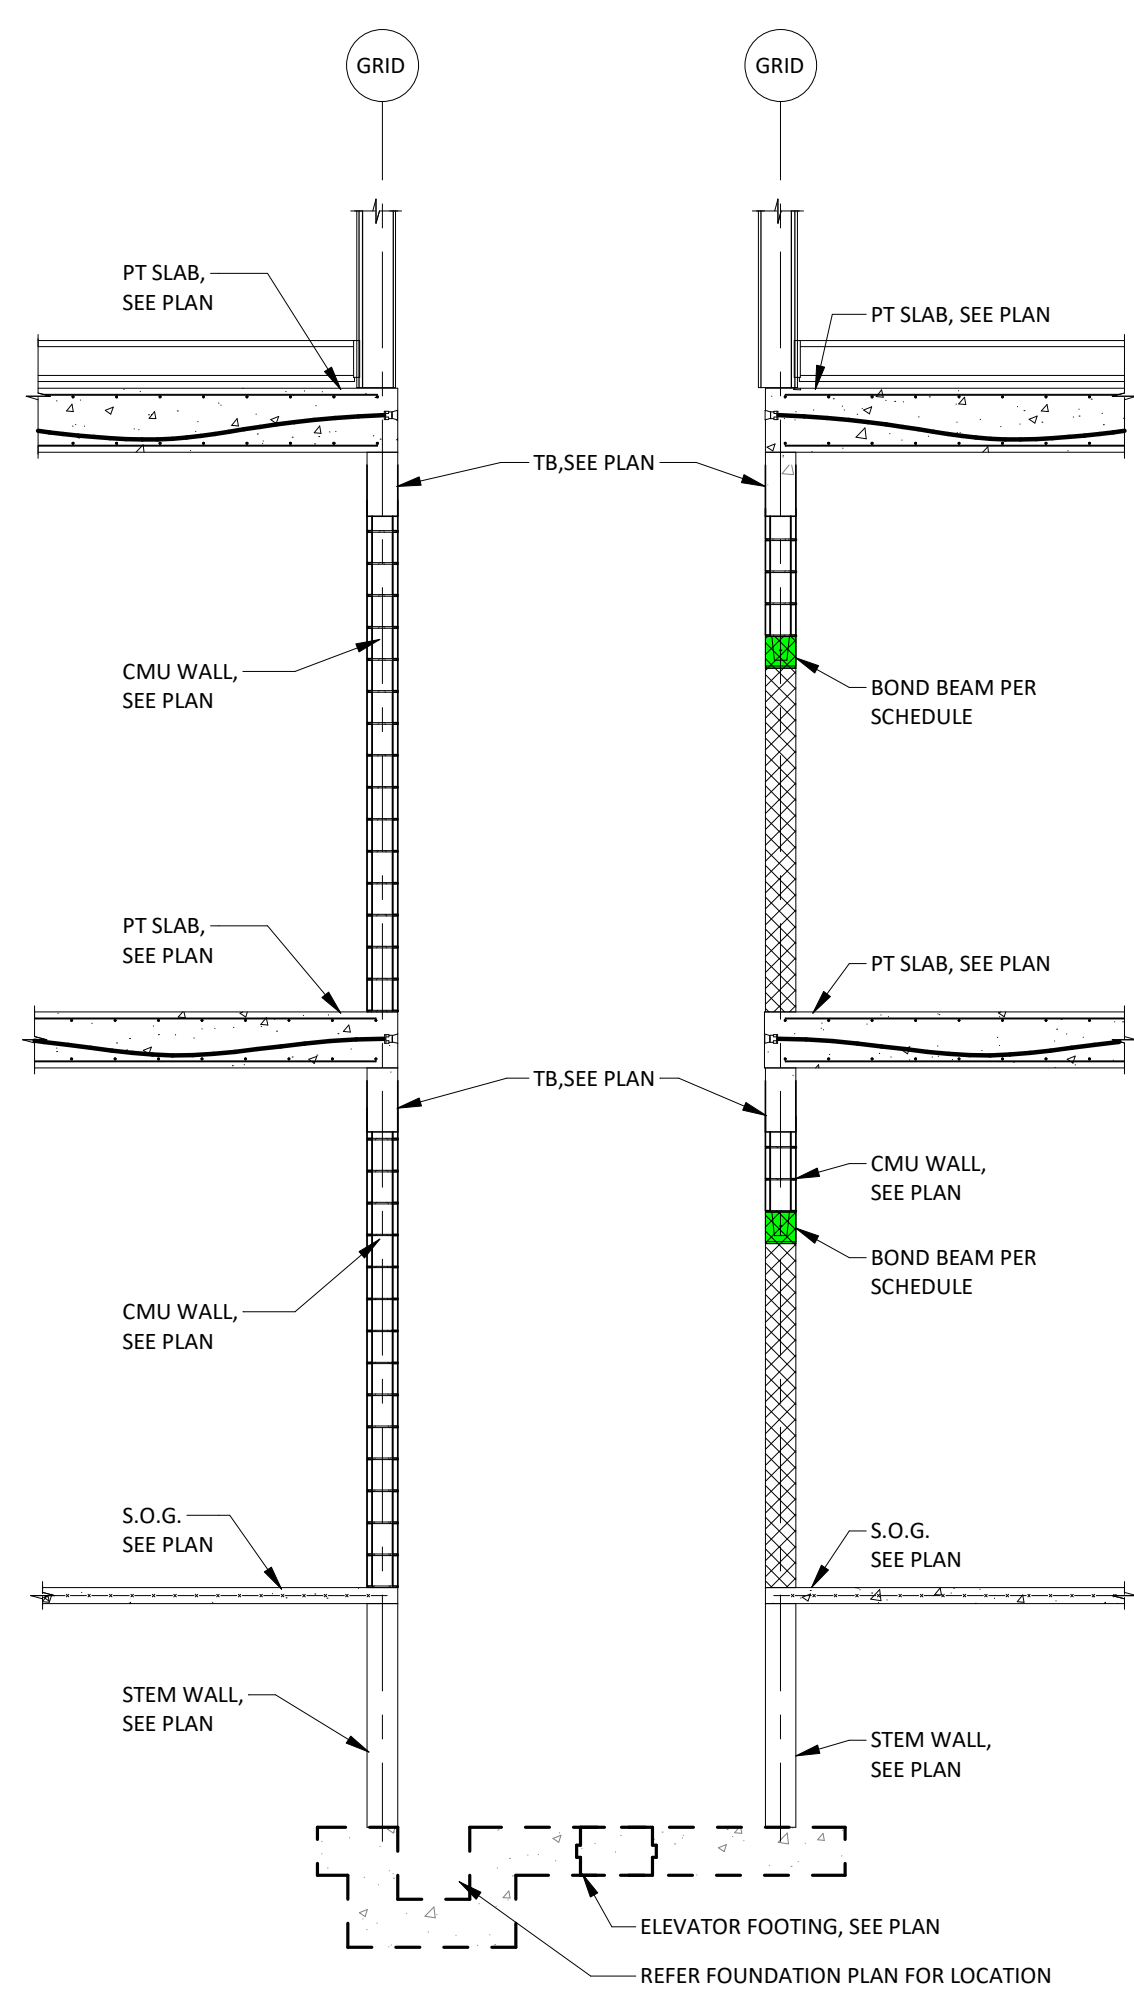 GRID
GRID
PT SLAB,
SEE PLAN
PT SLAB, SEE PLAN
TB,SEE PLAN
CMU WALL,
SEE PLAN
BOND BEAM PER
SCHEDULE
PT SLAB,
SEE PLAN
PT SLAB, SEE PLAN
TB,SEE PLAN
CMU WALL,
SEE PLAN
BOND BEAM PER
SCHEDULE
CMU WALL,
SEE PLAN
S.O.G.
SEE PLAN
S.O.G.
SEE PLAN
STEM WALL,
SEE PLAN
STEM WALL,
SEE PLAN
ELEVATOR FOOTING, SEE PLAN
REFER FOUNDATION PLAN FOR LOCATION